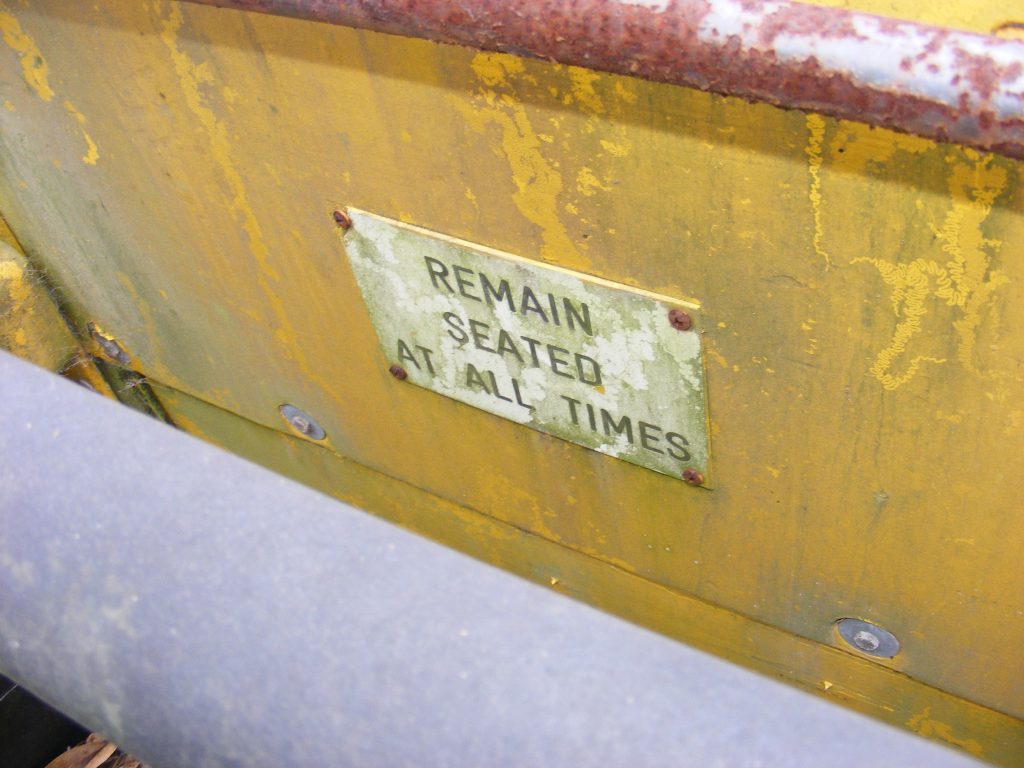 REMAIN
SEATED
AT ALL TIMES